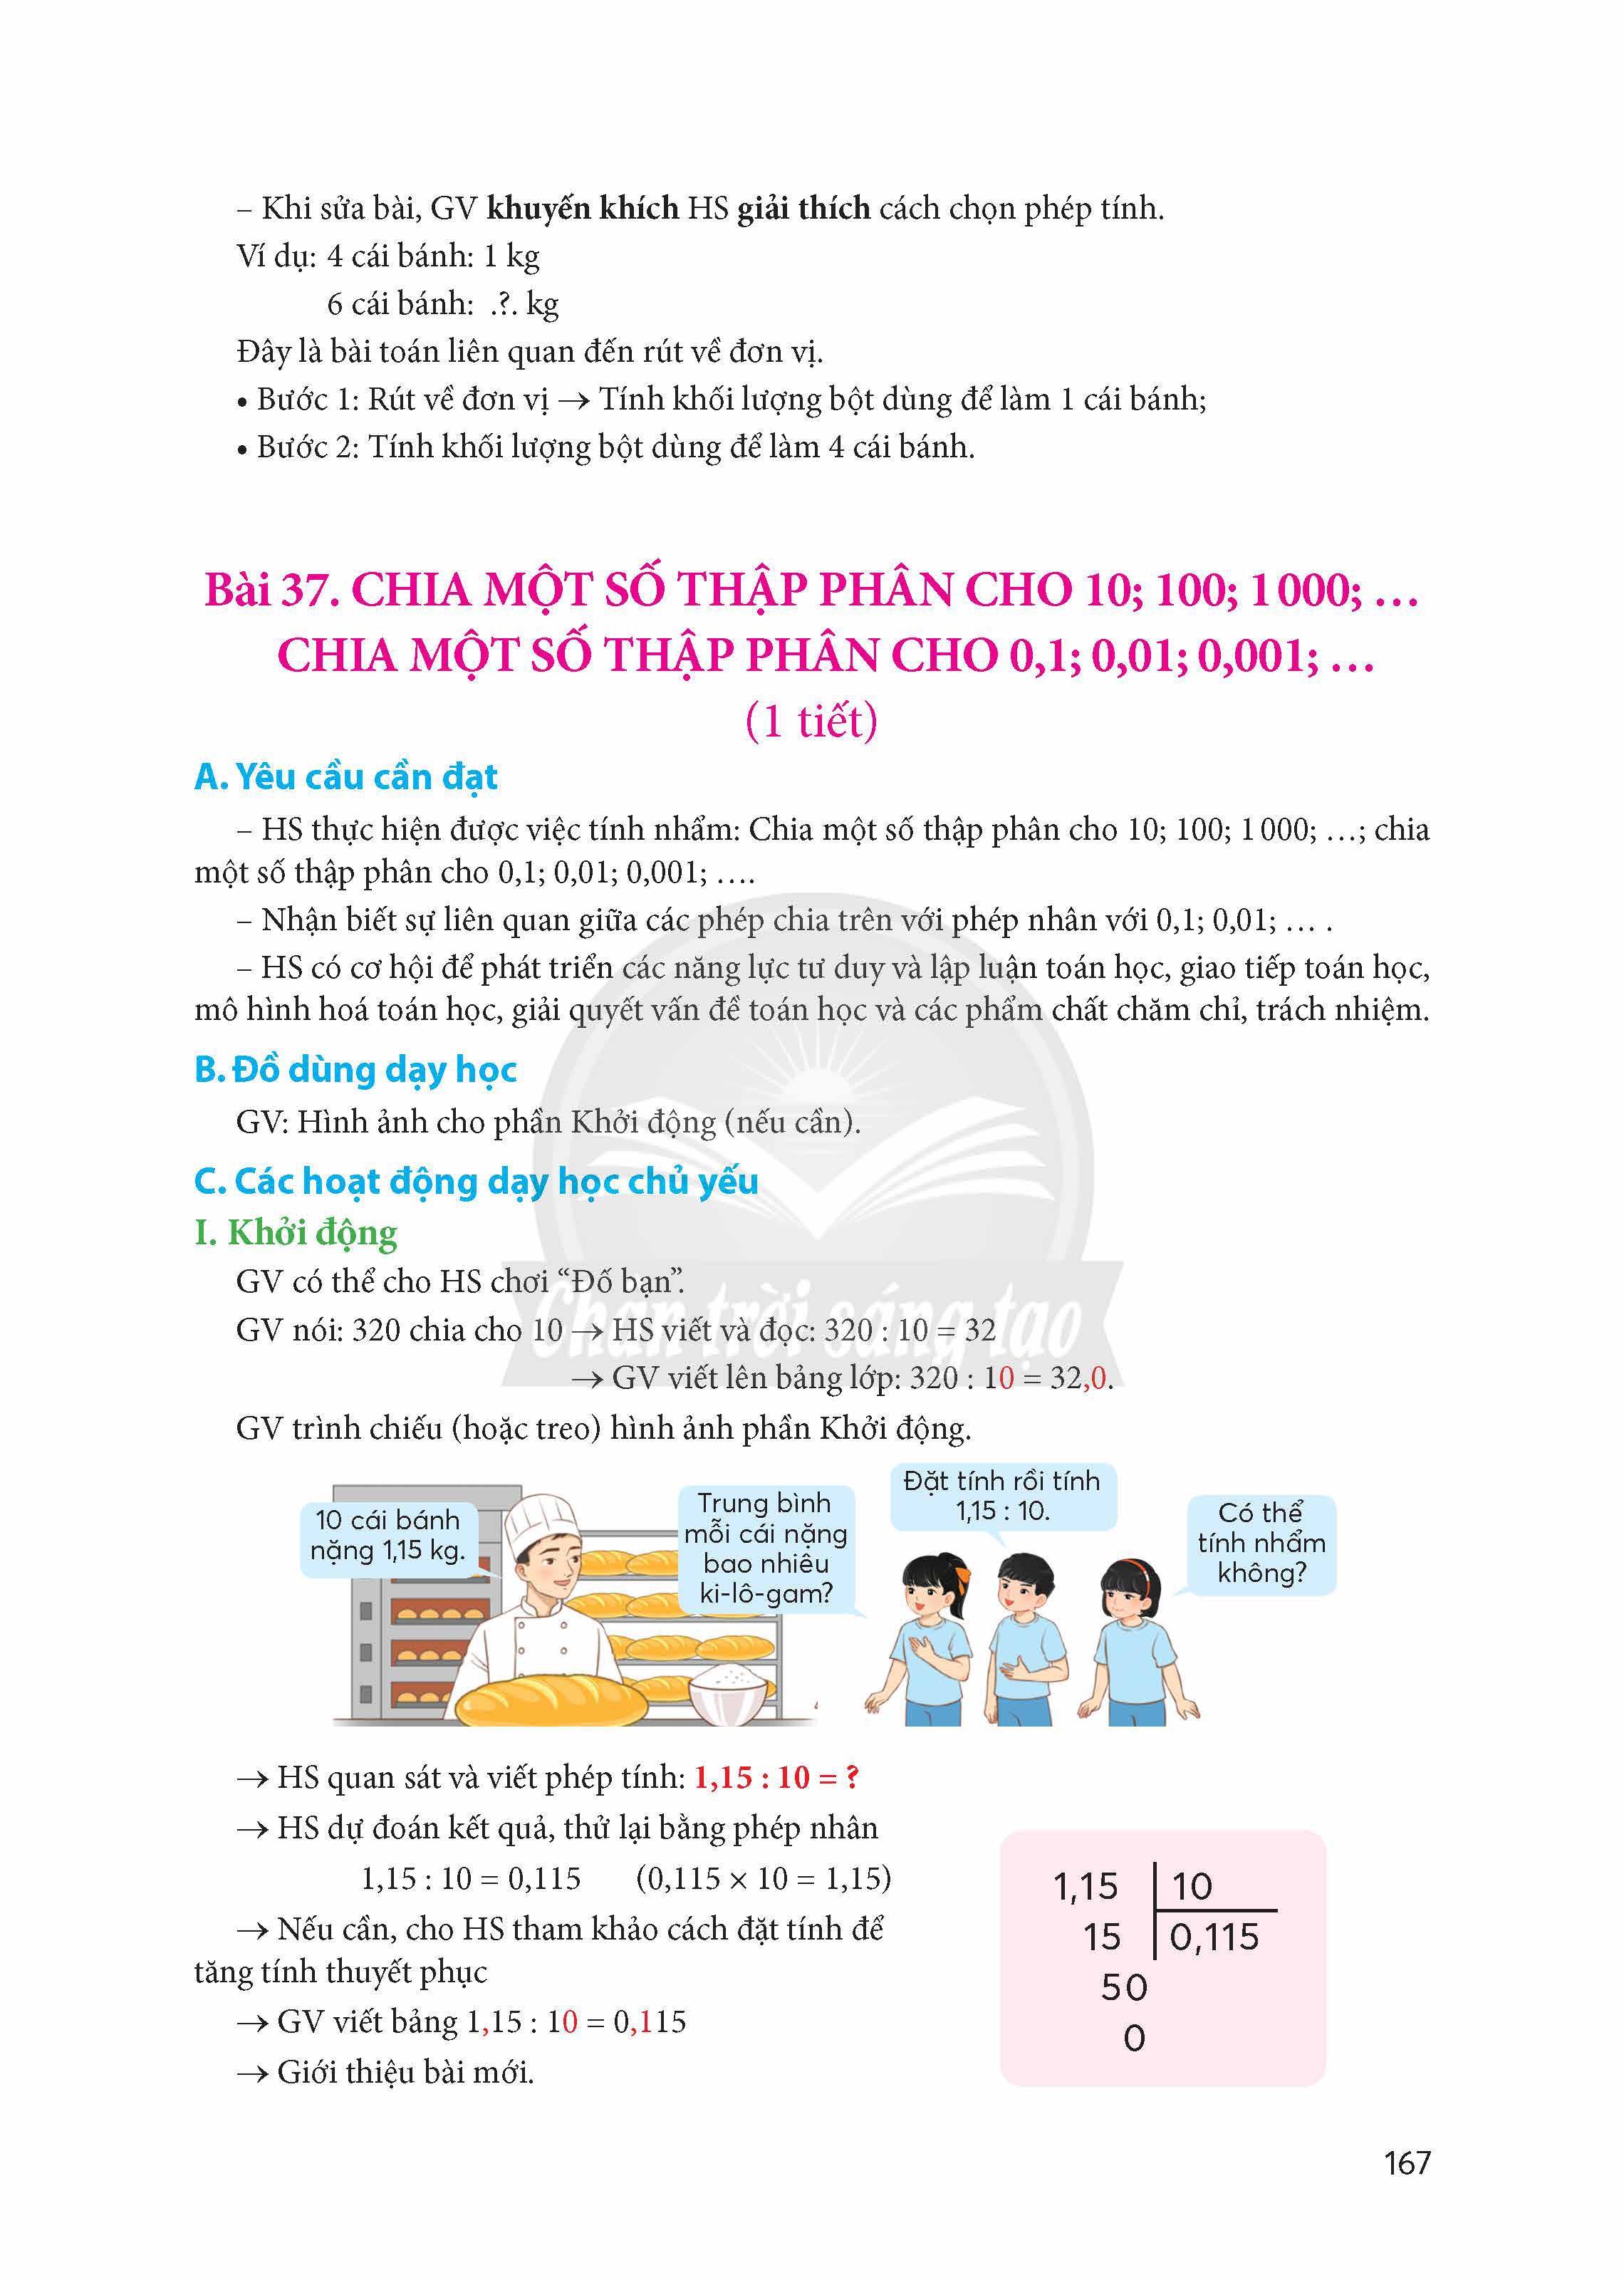 – Khi sửa bài, GV khuyến khích HS giải thích cách chọn phép tính.
Ví dụ: 4 cái bánh: 1 kg
6 cái bánh: .?. kg
Đây là bài toán liên quan đến rút về đơn vị.
• Bước 1: Rút về đơn vị → Tính khối lượng bột dùng để làm 1 cái bánh;
• Bước 2: Tính khối lượng bột dùng để làm 4 cái bánh.
Bài 37. CHIA MỘT SỐ THẬP PHÂN CHO 10; 100; 1 000; …
CHIA MỘT SỐ THẬP PHÂN CHO 0,1; 0,01; 0,001; …
(1 tiết)
A. Yêu cầu cần đạt
– HS thực hiện được việc tính nhẩm: Chia một số thập phân cho 10; 100; 1 000; …; chia
một số thập phân cho 0,1; 0,01; 0,001; ….
– Nhận biết sự liên quan giữa các phép chia trên với phép nhân với 0,1; 0,01; … .
– HS có cơ hội để phát triển các năng lực tư duy và lập luận toán học, giao tiếp toán học,
mô hình hoá toán học, giải quyết vấn đề toán học và các phẩm chất chăm chỉ, trách nhiệm.
B. Đồ dùng dạy học
GV: Hình ảnh cho phần Khởi động (nếu cần).
C. Các hoạt động dạy học chủ yếu
I. Khởi động
GV có thể cho HS chơi “Đố bạn”.
Chân trời sáng tạo
GV nói: 320 chia cho 10 → HS viết và đọc: 320 : 10 = 32
→ GV viết lên bảng lớp: 320 : 10 = 32,0.
GV trình chiếu (hoặc treo) hình ảnh phần Khởi động.
10 cái bánh
nặng 1,15 kg.
Trung bình
mỗi cái nặng
bao nhiêu
ki-lô-gam?
Đặt tính rồi tính
1,15 : 10.
Có thể
tính nhẩm
không?
→ HS quan sát và viết phép tính: 1,15 : 10 = ?
→ HS dự đoán kết quả, thử lại bằng phép nhân
1,15 : 10 = 0,115 (0,115 × 10 = 1,15)
→ Nếu cần, cho HS tham khảo cách đặt tính để
tăng tính thuyết phục
→ GV viết bảng 1,15 : 10 = 0,115
→ Giới thiệu bài mới.
1,15 10
15 0,115
50
0
167